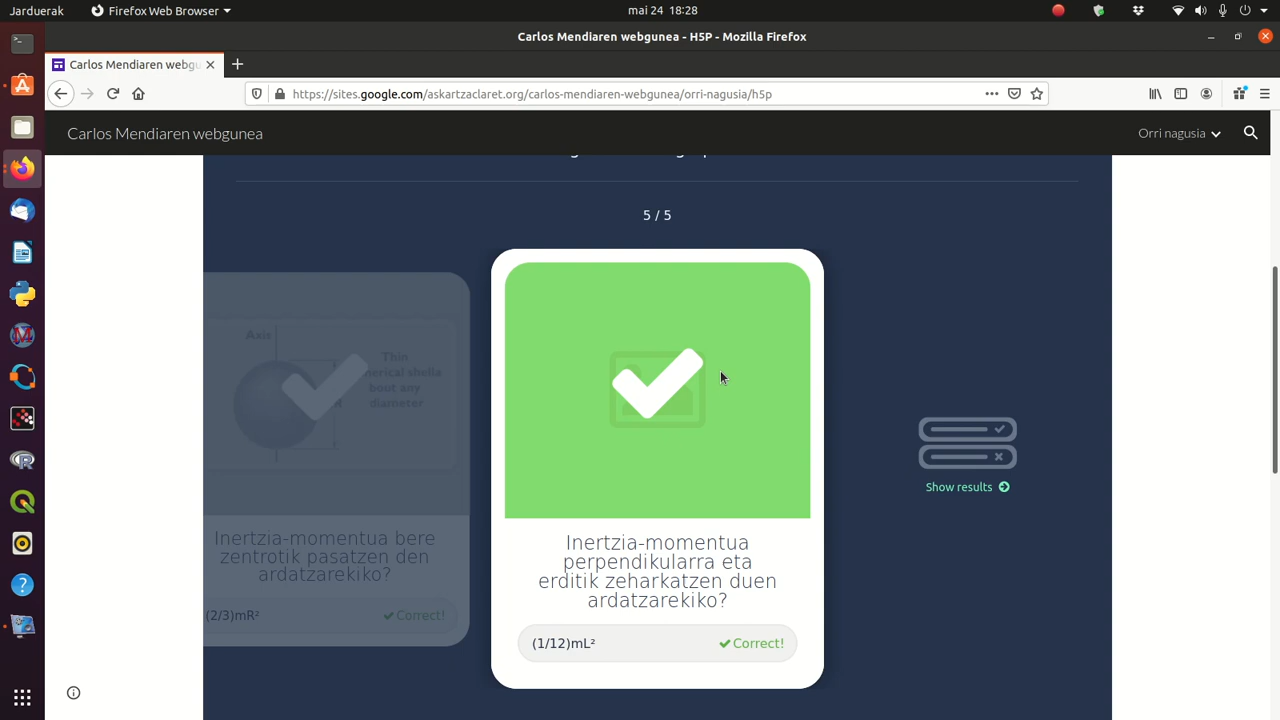 Jarduerak
Firefox Web Browser
mai 24 18:28
Carlos Mendiaren webgunea - H5P - Mozilla Firefox
Carlos Mendiaren webgu
https://sites.google.com/askartzaclaret.org/carlos-mendiaren-webgunea/orri-nagusia/h5p
Carlos Mendiaren webgunea
Orri nagusia
5 / 5
Axis
Thin
about any
diameter
Inertzia-momentua bere
zentrotik pasatzen den
ardatzarekiko?
(2/3)mR²
Correct!
Inertzia-momentua
perpendikularra eta
erditik zeharkatzen duen
ardatzarekiko?
(1/12)mL²
Correct!
Show results